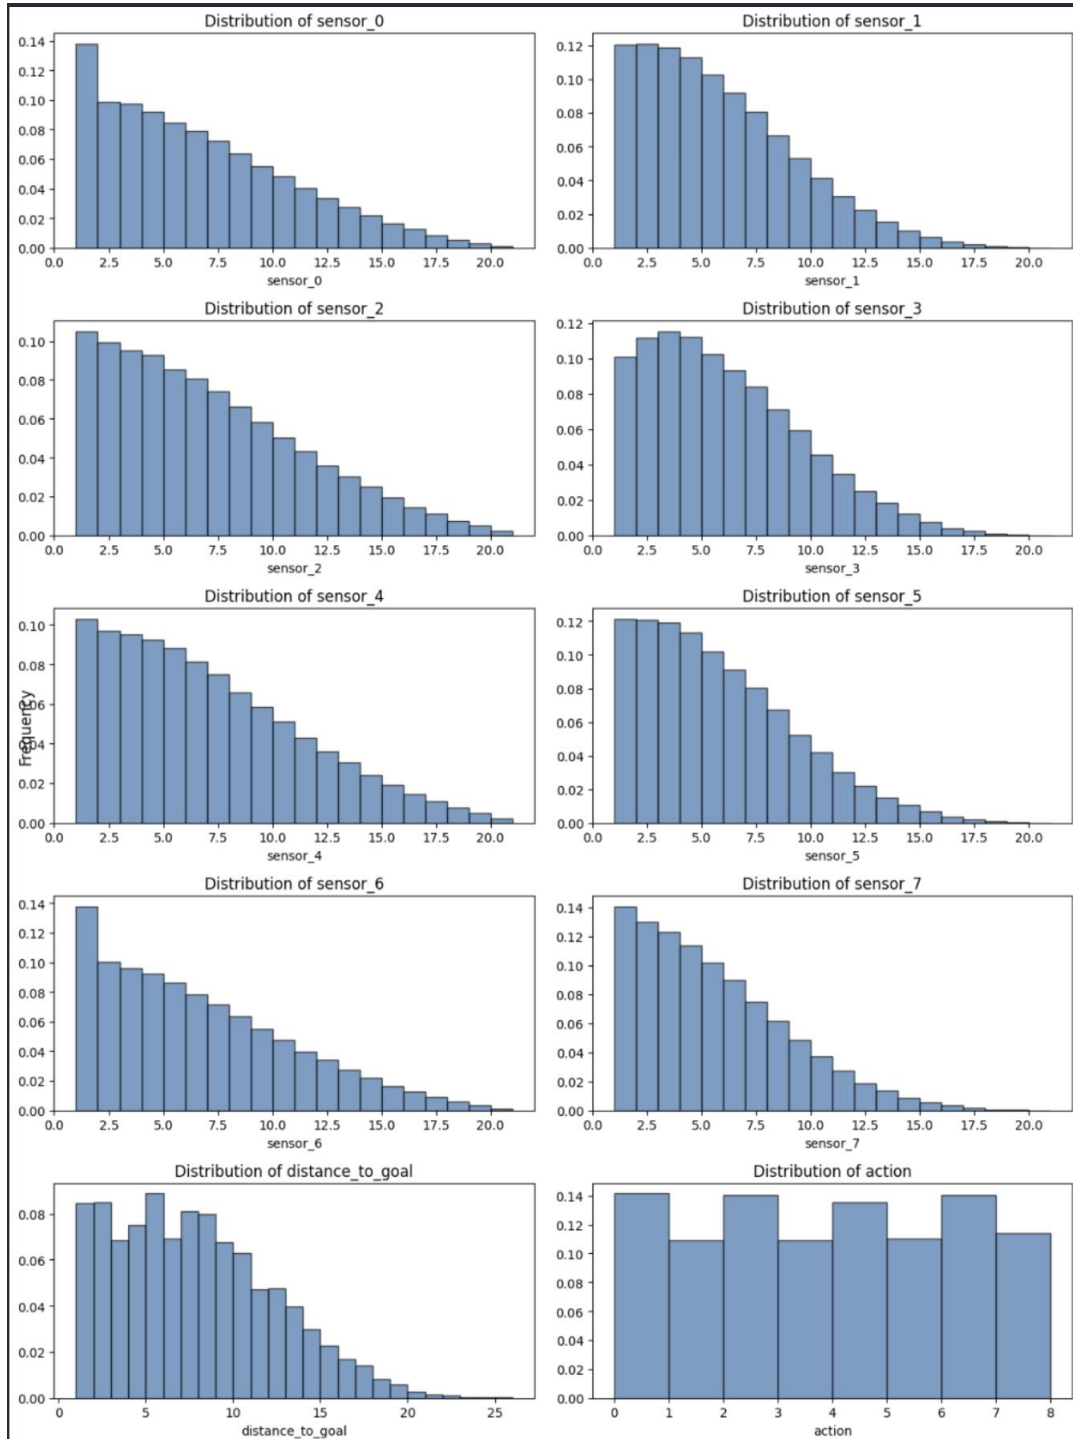 Distribution of sensor_0
0.14
0.12
0.10
0.08
0.06
0.04
0.02
0.00
0.0 2.5 5.0 7.5 10.0 12.5 15.0 17.5 20.0
sensor_0
Distribution of sensor_1
0.12
0.10
0.08
0.06
0.04
0.02
0.00
0.0 2.5 5.0 7.5 10.0 12.5 15.0 17.5 20.0
sensor_1
Distribution of sensor_2
0.10
0.08
0.06
0.04
0.02
0.00
0.0 2.5 5.0 7.5 10.0 12.5 15.0 17.5 20.0
sensor_2
Distribution of sensor_3
0.12
0.10
0.08
0.06
0.04
0.02
0.00
0.0 2.5 5.0 7.5 10.0 12.5 15.0 17.5 20.0
sensor_3
Distribution of sensor_4
Frequency
0.10
0.08
0.06
0.04
0.02
0.00
0.0 2.5 5.0 7.5 10.0 12.5 15.0 17.5 20.0
sensor_4
Distribution of sensor_5
0.12
0.10
0.08
0.06
0.04
0.02
0.00
0.0 2.5 5.0 7.5 10.0 12.5 15.0 17.5 20.0
sensor_5
Distribution of sensor_6
0.14
0.12
0.10
0.08
0.06
0.04
0.02
0.00
0.0 2.5 5.0 7.5 10.0 12.5 15.0 17.5 20.0
sensor_6
Distribution of sensor_7
0.14
0.12
0.10
0.08
0.06
0.04
0.02
0.00
0.0 2.5 5.0 7.5 10.0 12.5 15.0 17.5 20.0
sensor_7
Distribution of distance_to_goal
0.08
0.06
0.04
0.02
0.00
0 5 10 15 20 25
distance_to_goal
Distribution of action
0.14
0.12
0.10
0.08
0.06
0.04
0.02
0.00
0 1 2 3 4 5 6 7 8
action